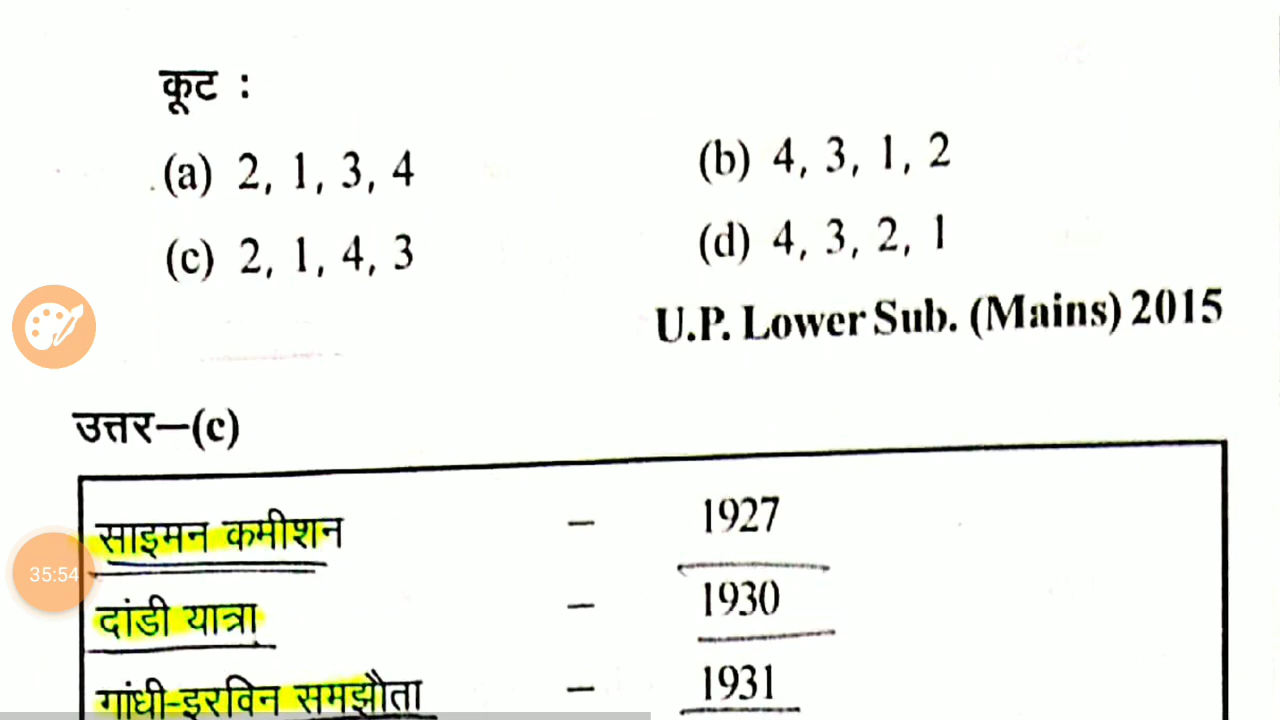 कूट :
(a) 2, 1, 3, 4 (b) 4, 3, 1, 2
(c) 2, 1, 4, 3 (d) 4, 3, 2, 1
U.P. Lower Sub. (Mains) 2015
उत्तर—(c)
साइमन कमीशन – 1927
35:54
दांडी यात्रा – 1930
गांधी-इरविन समझौता – 1931